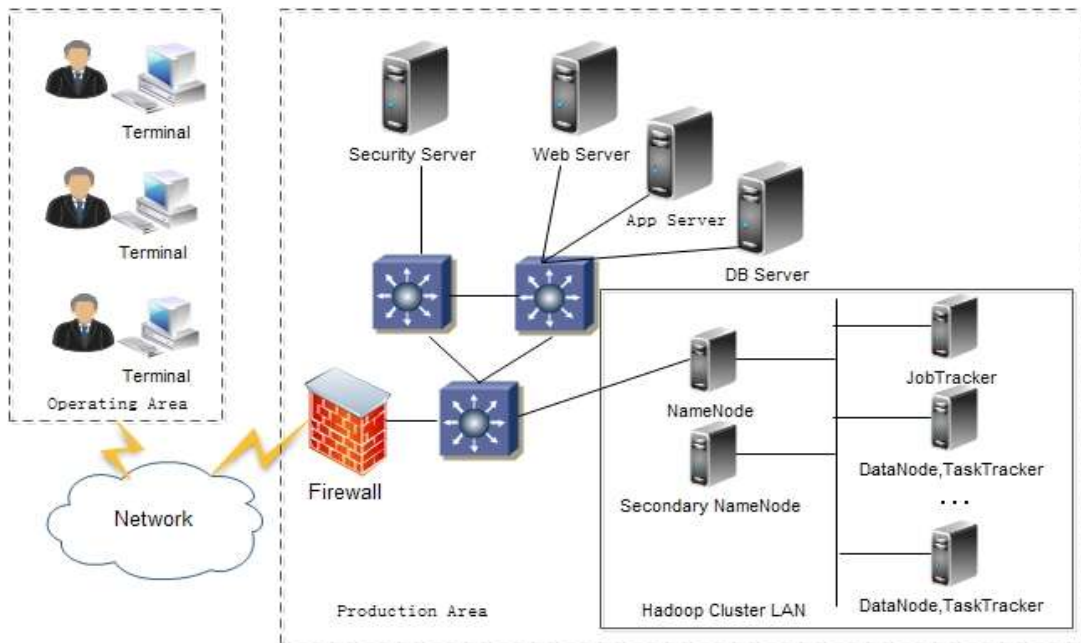 Terminal
Terminal
Terminal
Operating Area
Network
Firewall
Security Server
Web Server
App Server
DB Server
NameNode
Secondary NameNode
JobTracker
DataNode,TaskTracker
...
DataNode,TaskTracker
Production Area
Hadoop Cluster LAN